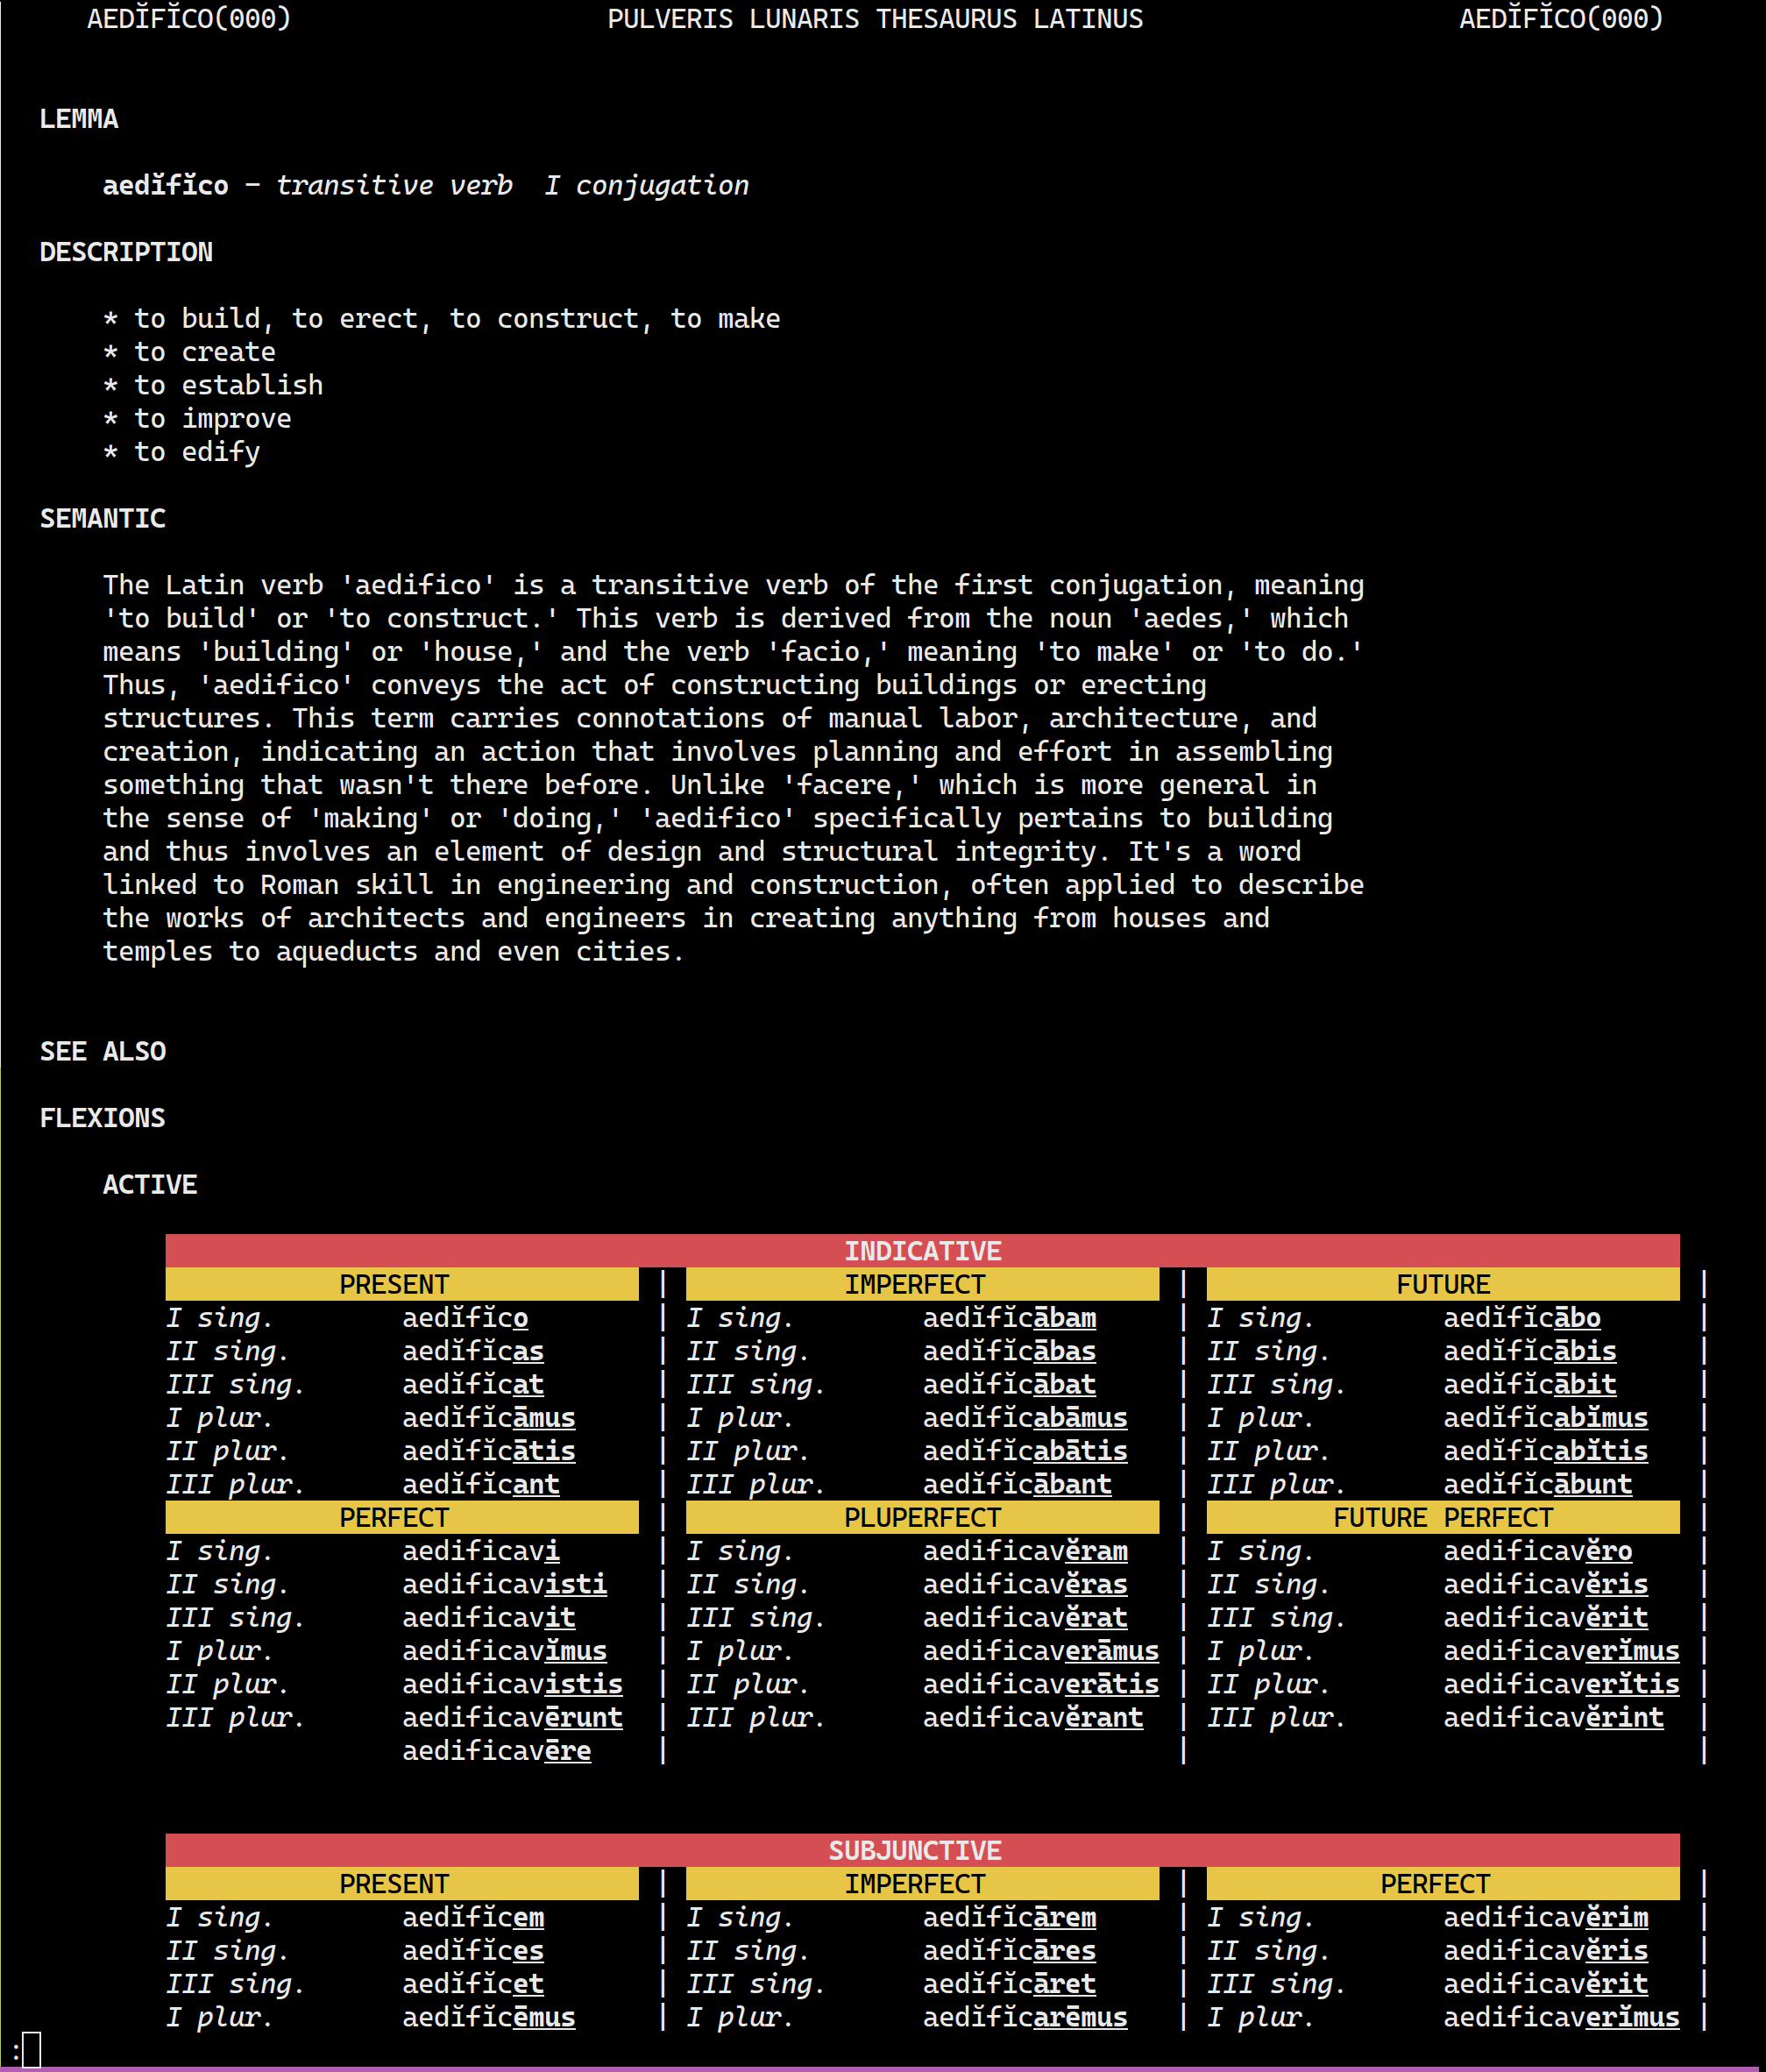 AEDĬFĬCO(000) PULVERIS LUNARIS THESAURUS LATINUS AEDĬFĬCO(000)
LEMMA
aedĭfĭco – transitive verb I conjugation
DESCRIPTION
* to build, to erect, to construct, to make
* to create
* to establish
* to improve
* to edify
SEMANTIC
The Latin verb 'aedifico' is a transitive verb of the first conjugation, meaning
'to build' or 'to construct.' This verb is derived from the noun 'aedes,' which
means 'building' or 'house,' and the verb 'facio,' meaning 'to make' or 'to do.'
Thus, 'aedifico' conveys the act of constructing buildings or erecting
structures. This term carries connotations of manual labor, architecture, and
creation, indicating an action that involves planning and effort in assembling
something that wasn't there before. Unlike 'facere,' which is more general in
the sense of 'making' or 'doing,' 'aedifico' specifically pertains to building
and thus involves an element of design and structural integrity. It's a word
linked to Roman skill in engineering and construction, often applied to describe
the works of architects and engineers in creating anything from houses and
temples to aqueducts and even cities.
SEE ALSO
FLEXIONS
ACTIVE
INDICATIVE
PRESENT | IMPERFECT | FUTURE |
I sing. aedĭfĭco | I sing. aedĭfĭcābam | I sing. aedĭfĭcābo |
II sing. aedĭfĭcas | II sing. aedĭfĭcābas | II sing. aedĭfĭcābis |
III sing. aedĭfĭcat | III sing. aedĭfĭcābat | III sing. aedĭfĭcābit |
I plur. aedĭfĭcāmus | I plur. aedĭfĭcabāmus | I plur. aedĭfĭcabĭmus |
II plur. aedĭfĭcātis | II plur. aedĭfĭcabātis | II plur. aedĭfĭcabĭtis |
III plur. aedĭfĭcant | III plur. aedĭfĭcābant | III plur. aedĭfĭcābunt |
PERFECT | PLUPERFECT | FUTURE PERFECT |
I sing. aedificavi | I sing. aedificavĕram | I sing. aedificavĕro |
II sing. aedificavisti | II sing. aedificavĕras | II sing. aedificavĕris |
III sing. aedificavit | III sing. aedificavĕrat | III sing. aedificavĕrit |
I plur. aedificavĭmus | I plur. aedificaverāmus | I plur. aedificaverĭmus |
II plur. aedificavistis | II plur. aedificaverātis | II plur. aedificaverĭtis |
III plur. aedificavērunt | III plur. aedificavĕrant | III plur. aedificavĕrint |
aedificavēre | | |
SUBJUNCTIVE
PRESENT | IMPERFECT | PERFECT |
I sing. aedĭfĭcem | I sing. aedĭfĭcārem | I sing. aedificavĕrim |
II sing. aedĭfĭces | II sing. aedĭfĭcāres | II sing. aedificavĕris |
III sing. aedĭfĭcet | III sing. aedĭfĭcāret | III sing. aedificavĕrit |
I plur. aedĭfĭcēmus | I plur. aedĭfĭcarēmus | I plur. aedificaverĭmus |
: